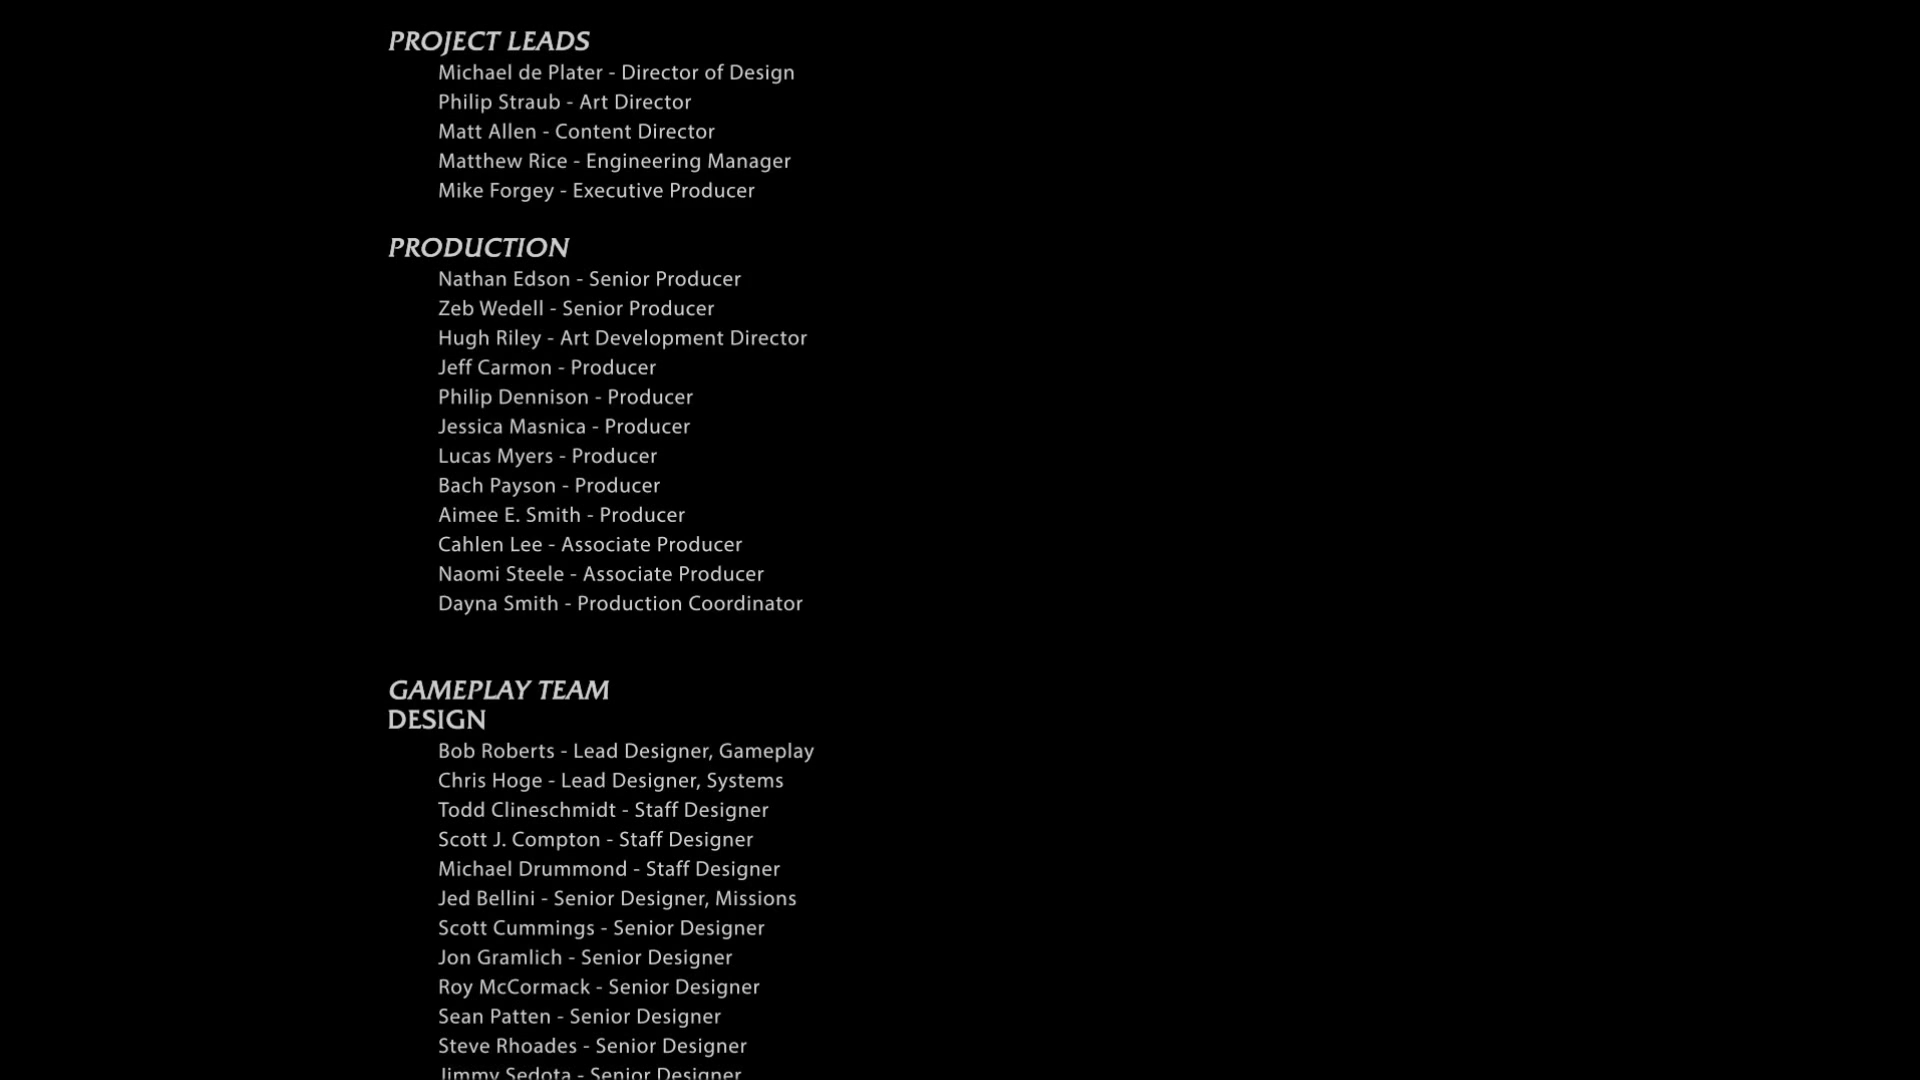 PROJECT LEADS
Michael de Plater - Director of Design
Philip Straub - Art Director
Matt Allen - Content Director
Matthew Rice - Engineering Manager
Mike Forgey - Executive Producer
PRODUCTION
Nathan Edson - Senior Producer
Zeb Wedell - Senior Producer
Hugh Riley - Art Development Director
Jeff Carmon - Producer
Philip Dennison - Producer
Jessica Masnica - Producer
Lucas Myers - Producer
Bach Payson - Producer
Aimee E. Smith - Producer
Cahlen Lee - Associate Producer
Naomi Steele - Associate Producer
Dayna Smith - Production Coordinator
GAMEPLAY TEAM
DESIGN
Bob Roberts - Lead Designer, Gameplay
Chris Hoge - Lead Designer, Systems
Todd Clineschmidt - Staff Designer
Scott J. Compton - Staff Designer
Michael Drummond - Staff Designer
Jed Bellini - Senior Designer, Missions
Scott Cummings - Senior Designer
Jon Gramlich - Senior Designer
Roy McCormack - Senior Designer
Sean Patten - Senior Designer
Steve Rhoades - Senior Designer
Jimmy Sedota - Senior Designer